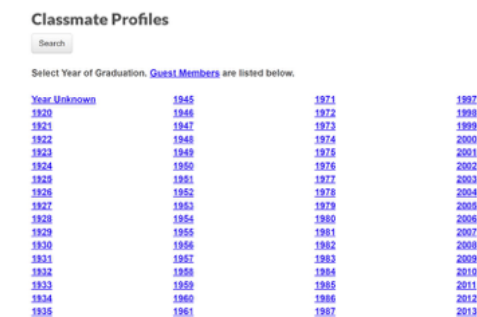 Classmate Profiles
Search
Select Year of Graduation, Guest Members are listed below.
Year Unknown 1945 1971 1997
1920 1946 1972 1998
1921 1947 1973 1999
1922 1948 1974 2000
1923 1949 1975 2001
1924 1950 1976 2002
1925 1951 1977 2003
1926 1952 1978 2004
1927 1953 1979 2005
1928 1954 1980 2006
1929 1955 1981 2007
1930 1956 1982 2008
1931 1957 1983 2009
1932 1958 1984 2010
1933 1959 1985 2011
1934 1960 1986 2012
1935 1961 1987 2013